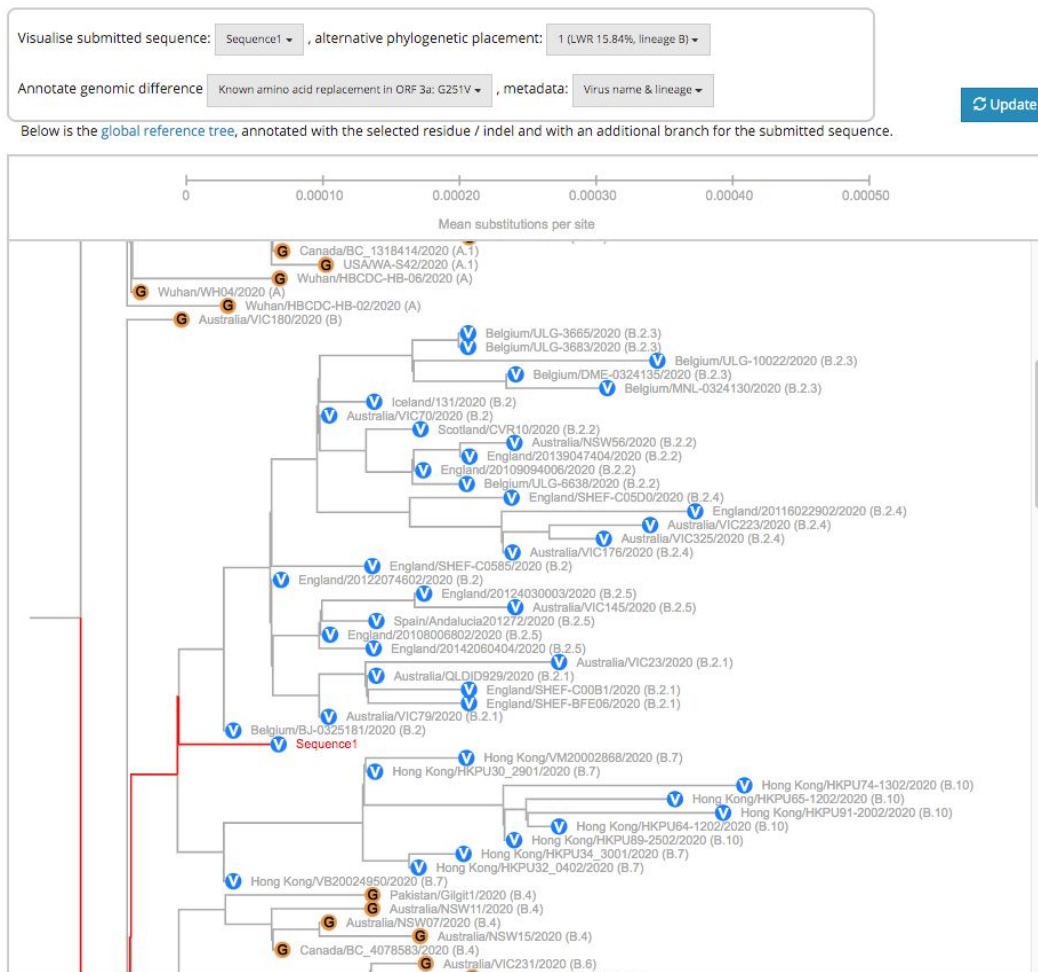 Visualise submitted sequence: Sequence1 , alternative phylogenetic placement: 1 (LWR 15.84%, lineage B)
Annotate genomic difference Known amino acid replacement in ORF 3a: G251V , metadata: Virus name & lineage
Update
Below is the global reference tree, annotated with the selected residue / indel and with an additional branch for the submitted sequence.
0 0.00010 0.00020 0.00030 0.00040 0.00050
Mean substitutions per site
G Canada/BC_1318414/2020 (A.1)
G USA/WA-S42/2020 (A.1)
G Wuhan/HBCDC-HB-06/2020 (A)
G Wuhan/WH04/2020 (A)
G Wuhan/HBCDC-HB-02/2020 (A)
G Australia/VIC180/2020 (B)
V Belgium/ULG-3665/2020 (B.2.3)
V Belgium/ULG-3683/2020 (B.2.3)
V Belgium/ULG-10022/2020 (B.2.3)
V Belgium/DME-0324135/2020 (B.2.3)
V Belgium/MNL-0324130/2020 (B.2.3)
V Iceland/131/2020 (B.2)
V Australia/VIC70/2020 (B.2)
V Scotland/CVR10/2020 (B.2.2)
V Australia/NSW56/2020 (B.2.2)
V England/20139047404/2020 (B.2.2)
V England/20109094006/2020 (B.2.2)
V Belgium/ULG-6638/2020 (B.2.2)
V England/SHEF-C05D0/2020 (B.2.4)
V England/20116022902/2020 (B.2.4)
V Australia/VIC223/2020 (B.2.4)
V Australia/VIC325/2020 (B.2.4)
V Australia/VIC176/2020 (B.2.4)
V England/SHEF-C0585/2020 (B.2)
V England/20122074602/2020 (B.2)
V England/20124030003/2020 (B.2.5)
V Australia/VIC145/2020 (B.2.5)
V Spain/Andalucia201272/2020 (B.2.5)
V England/20108006802/2020 (B.2.5)
V England/20142060404/2020 (B.2.5)
V Australia/VIC23/2020 (B.2.1)
V Australia/QLDID929/2020 (B.2.1)
V England/SHEF-C00B1/2020 (B.2.1)
V England/SHEF-BFE06/2020 (B.2.1)
V Australia/VIC79/2020 (B.2.1)
V Belgium/BJ-0325181/2020 (B.2)
V Sequence1
V Hong Kong/VM20002868/2020 (B.7)
V Hong Kong/HKPU30_2901/2020 (B.7)
V Hong Kong/HKPU74-1302/2020 (B.10)
V Hong Kong/HKPU65-1202/2020 (B.10)
V Hong Kong/HKPU91-2002/2020 (B.10)
V Hong Kong/HKPU64-1202/2020 (B.10)
V Hong Kong/HKPU89-2502/2020 (B.10)
V Hong Kong/HKPU34_3001/2020 (B.7)
V Hong Kong/HKPU32_0402/2020 (B.7)
V Hong Kong/VB20024950/2020 (B.7)
G Pakistan/Gilgit1/2020 (B.4)
G Australia/NSW11/2020 (B.4)
G Australia/NSW07/2020 (B.4)
G Australia/NSW15/2020 (B.4)
G Canada/BC_4078583/2020 (B.4)
G Australia/VIC231/2020 (B.6)